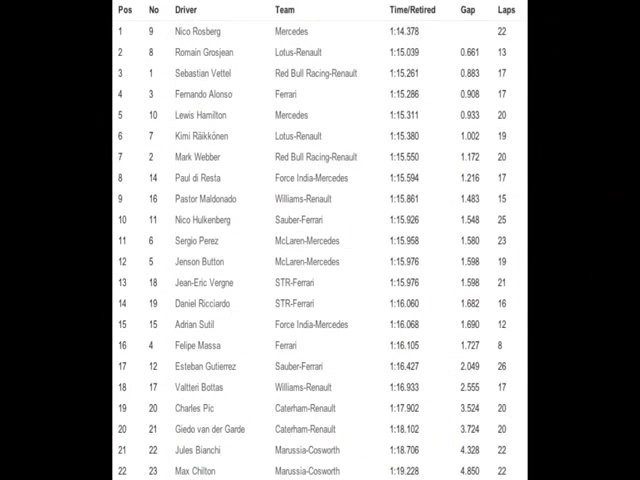 Pos No Driver Team Time/Retired Gap Laps
1 9 Nico Rosberg Mercedes 1:14.378 22
2 8 Romain Grosjean Lotus-Renault 1:15.039 0.661 13
3 1 Sebastian Vettel Red Bull Racing-Renault 1:15.261 0.883 17
4 3 Fernando Alonso Ferrari 1:15.286 0.908 17
5 10 Lewis Hamilton Mercedes 1:15.311 0.933 20
6 7 Kimi Räikkönen Lotus-Renault 1:15.380 1.002 19
7 2 Mark Webber Red Bull Racing-Renault 1:15.550 1.172 20
8 14 Paul di Resta Force India-Mercedes 1:15.594 1.216 17
9 16 Pastor Maldonado Williams-Renault 1:15.861 1.483 15
10 11 Nico Hulkenberg Sauber-Ferrari 1:15.926 1.548 25
11 6 Sergio Perez McLaren-Mercedes 1:15.958 1.580 23
12 5 Jenson Button McLaren-Mercedes 1:15.976 1.598 19
13 18 Jean-Eric Vergne STR-Ferrari 1:15.976 1.598 21
14 19 Daniel Ricciardo STR-Ferrari 1:16.060 1.682 16
15 15 Adrian Sutil Force India-Mercedes 1:16.068 1.690 12
16 4 Felipe Massa Ferrari 1:16.105 1.727 8
17 12 Esteban Gutierrez Sauber-Ferrari 1:16.427 2.049 26
18 17 Valtteri Bottas Williams-Renault 1:16.933 2.555 17
19 20 Charles Pic Caterham-Renault 1:17.902 3.524 20
20 21 Giedo van der Garde Caterham-Renault 1:18.102 3.724 20
21 22 Jules Bianchi Marussia-Cosworth 1:18.706 4.328 22
22 23 Max Chilton Marussia-Cosworth 1:19.228 4.850 22